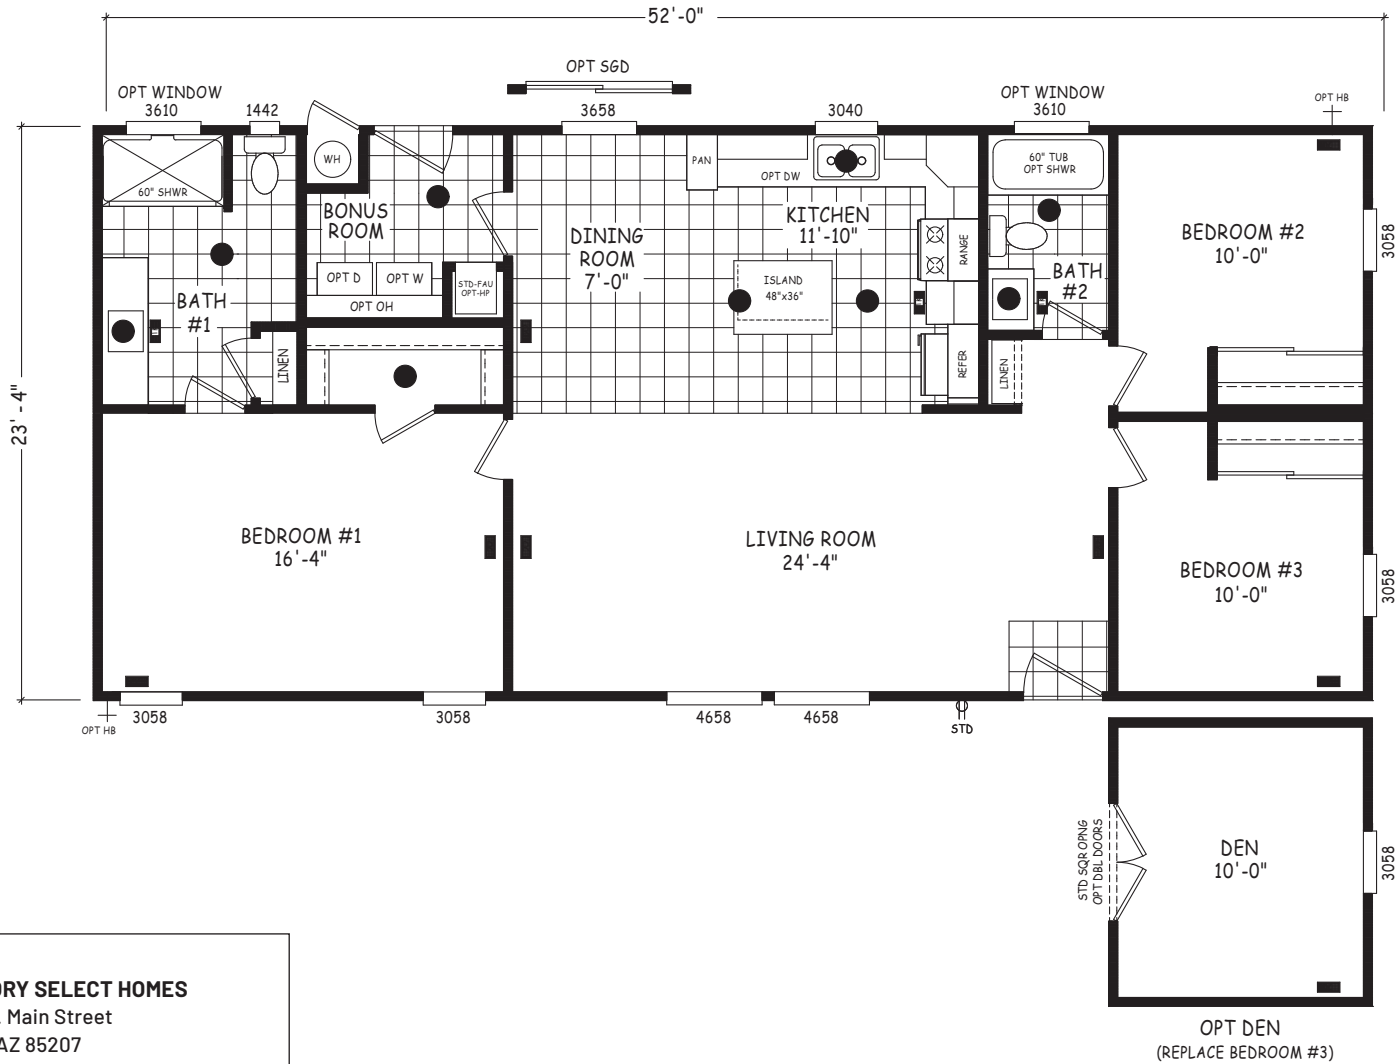 52'-0"
OPT SGD
OPT WINDOW
3610
1442
3658
3040
OPT WINDOW
3610
OPT HB
WH
60" SHWR
PAN
OPT DW
60" TUB
OPT SHWR
BONUS
ROOM
KITCHEN
11'-10"
DINING
ROOM
7'-0"
RANGE
BEDROOM #2
10'-0"
3058
OPT D
OPT W
STD-FAU
OPT-HP
OPT OH
ISLAND
48"x36"
BATH
#2
BATH
#1
LINEN
REFER
LINEN
23'-4"
BEDROOM #1
16'-4"
LIVING ROOM
24'-4"
BEDROOM #3
10'-0"
3058
3058
3058
4658
4658
STD
OPT HB
STD SQR OPNG
OPT DBL DOORS
DEN
10'-0"
3058
OPT DEN
(REPLACE BEDROOM #3)
ORY SELECT HOMES
. Main Street
AZ 85207